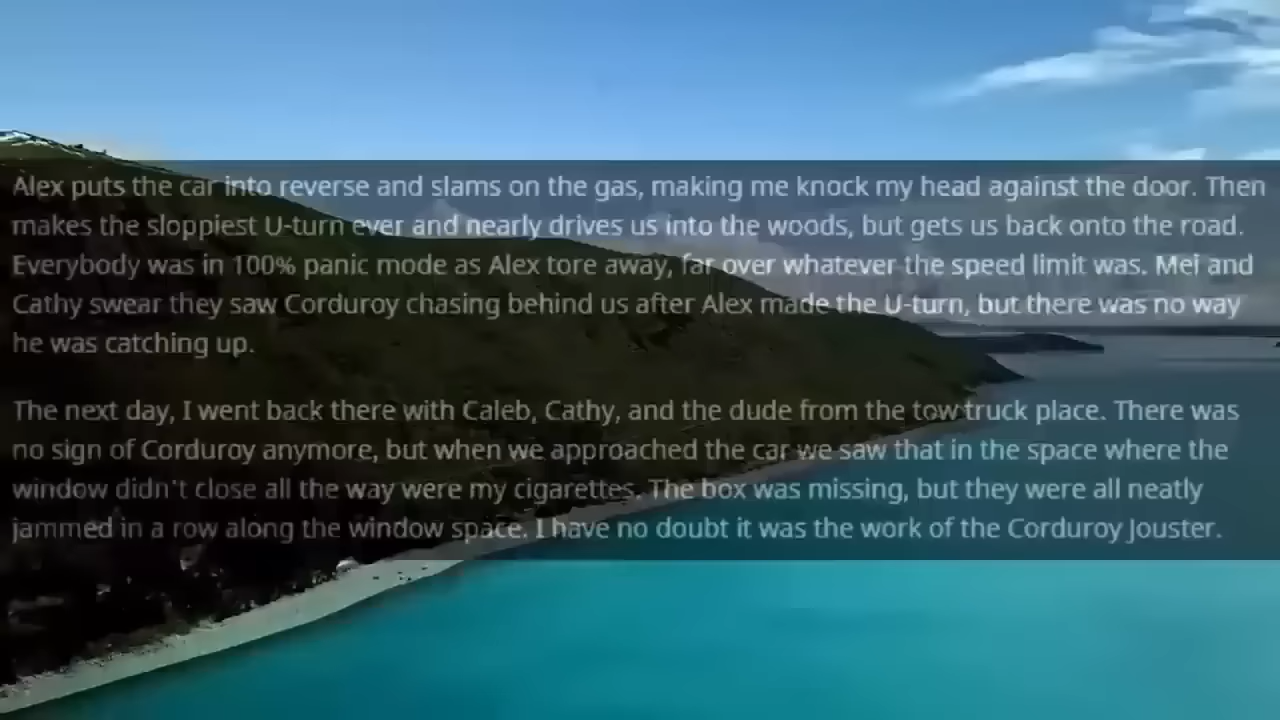 Alex puts the car into reverse and slams on the gas, making me knock my head against the door. Then
makes the sloppiest U-turn ever and nearly drives us into the woods, but gets us back onto the road.
Everybody was in 100% panic mode as Alex tore away, far over whatever the speed limit was. Mei and
Cathy swear they saw Corduroy chasing behind us after Alex made the U-turn, but there was no way
he was catching up.
The next day, I went back there with Caleb, Cathy, and the dude from the tow truck place. There was
no sign of Corduroy anymore, but when we approached the car we saw that in the space where the
window didn't close all the way were my cigarettes. The box was missing, but they were all neatly
jammed in a row along the window space. I have no doubt it was the work of the Corduroy Jouster.